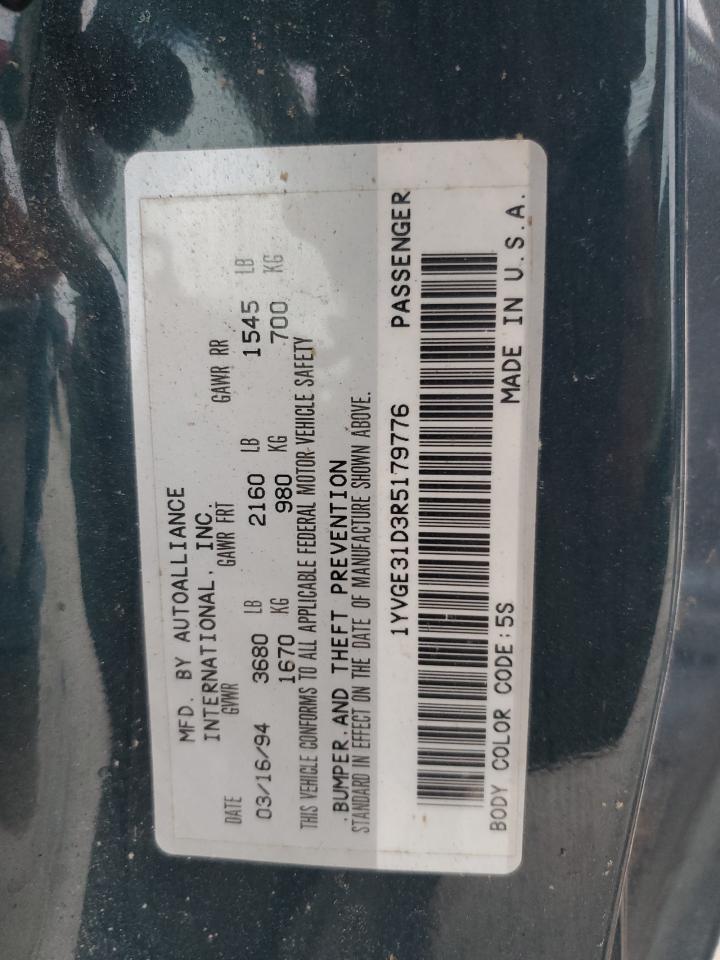 MFD. BY AUTOALLIANCE
INTERNATIONAL, INC.
GVWR GAWR FRT GAWR RR
DATE
03/16/94 3680 LB 2160 LB 1545 LB
1670 KG 980 KG 700 KG
THIS VEHICLE CONFORMS TO ALL APPLICABLE FEDERAL MOTOR VEHICLE SAFETY
,BUMPER,AND THEFT PREVENTION
STANDARD IN EFFECT ON THE DATE OF MANUFACTURE SHOWN ABOVE.
1YVGE31D3R5179776 PASSENGER
BODY COLOR CODE:5S MADE IN U.S.A.